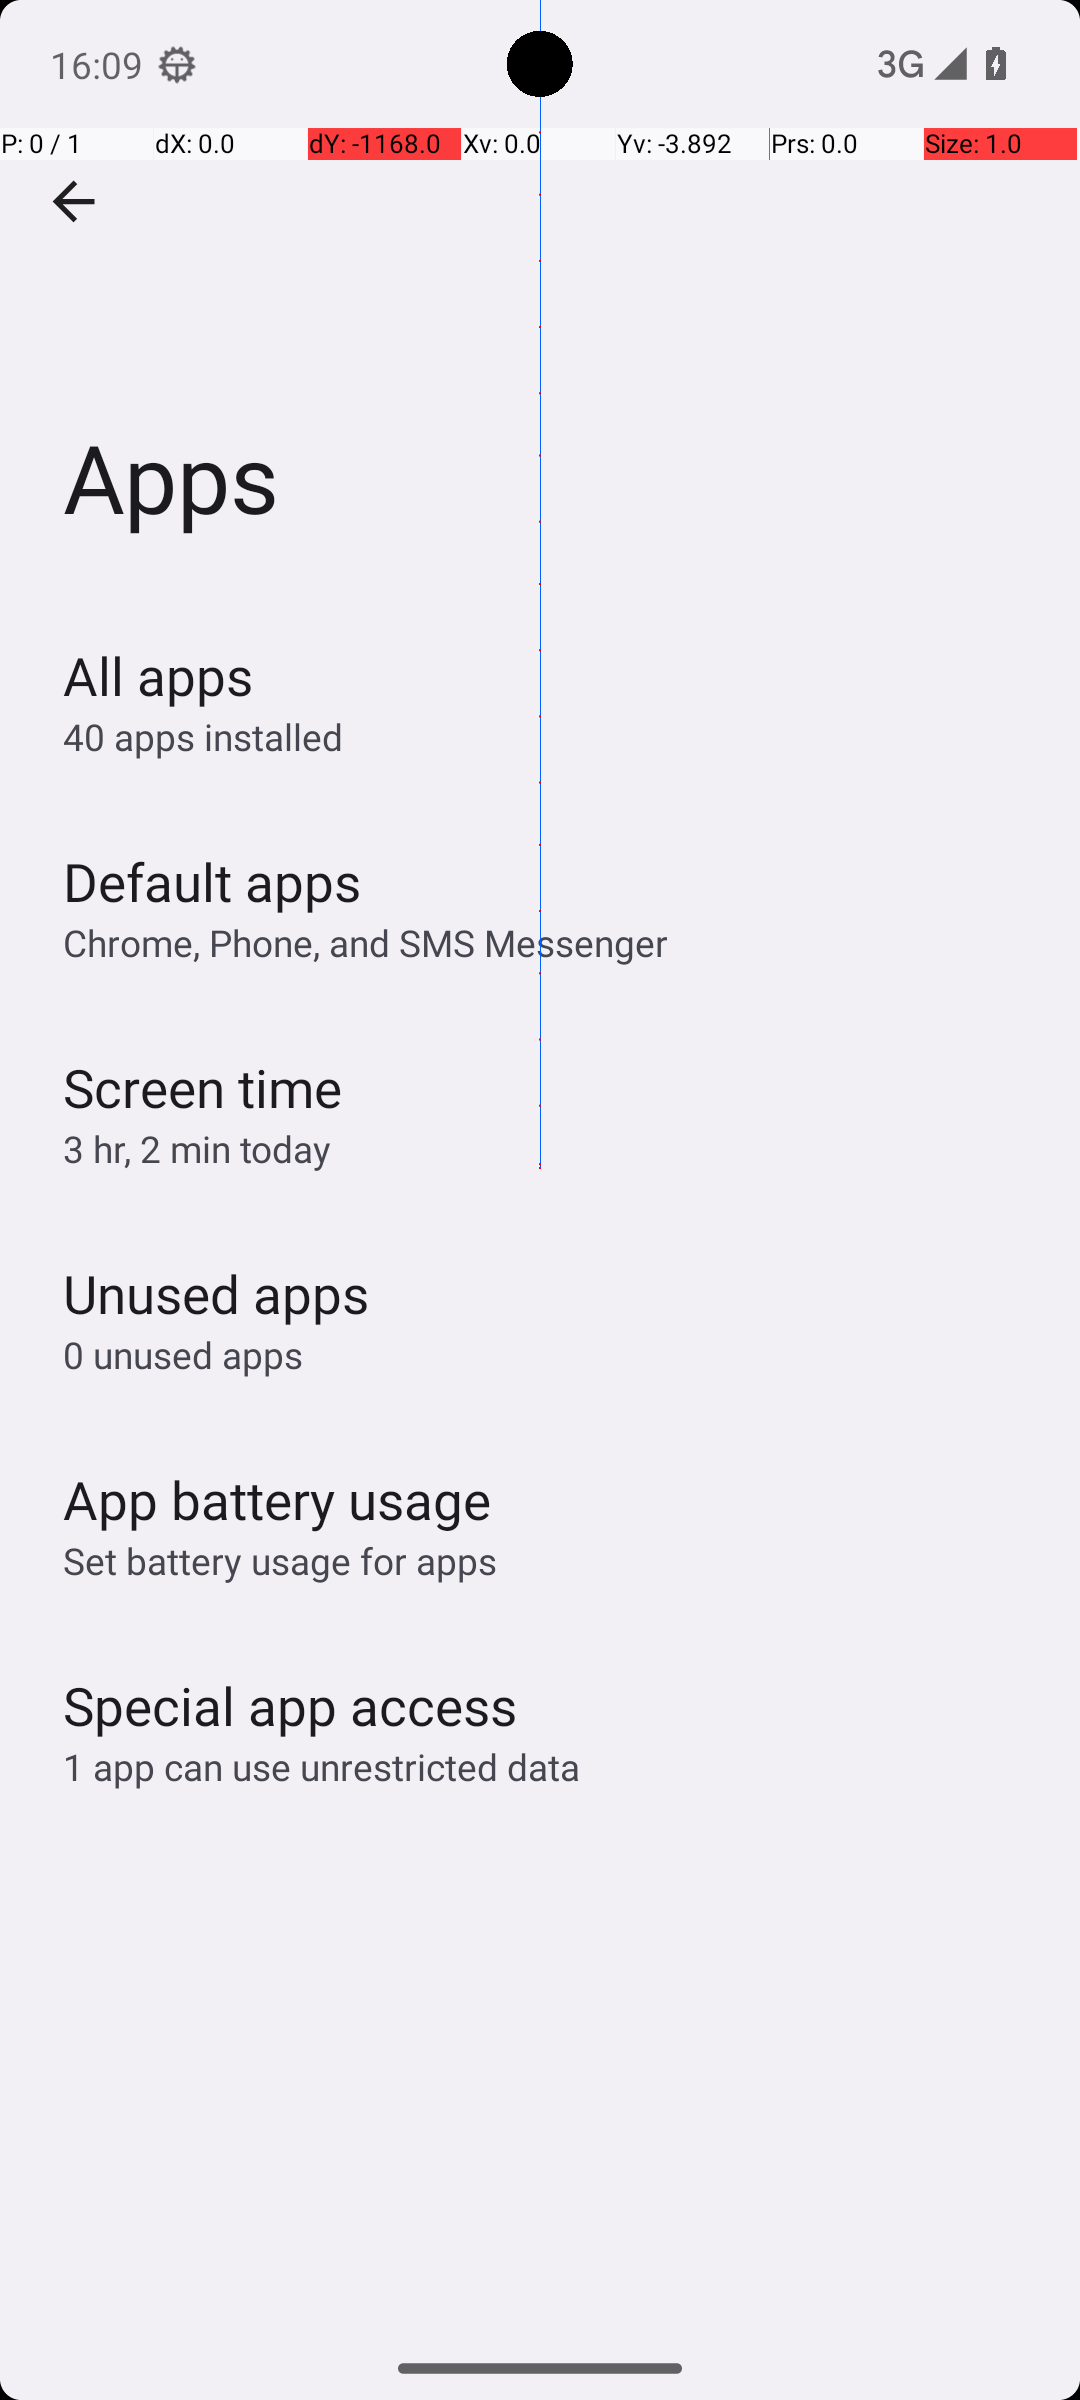 16:09
3G
P: 0 / 1 dX: 0.0 dY: -1168.0 Xv: 0.0 Yv: -3.892 Prs: 0.0 Size: 1.0
Apps
All apps
40 apps installed
Default apps
Chrome, Phone, and SMS Messenger
Screen time
3 hr, 2 min today
Unused apps
0 unused apps
App battery usage
Set battery usage for apps
Special app access
1 app can use unrestricted data